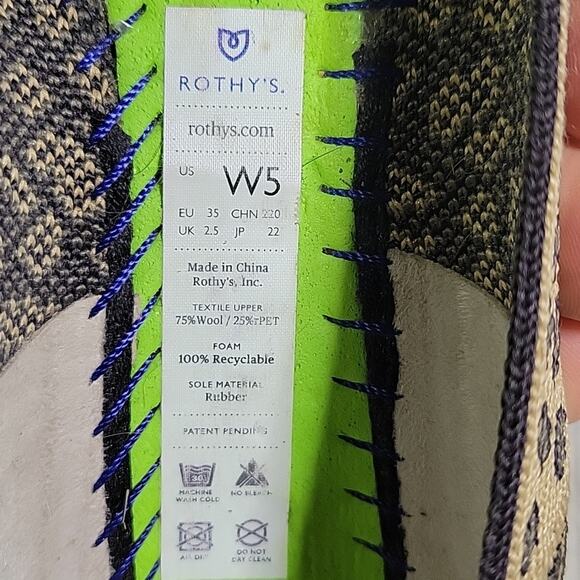 ROTHY'S.
rothys.com
US W5
EU 35 CHN 220
UK 2.5 JP 22
Made in China
Rothy's, Inc.
TEXTILE UPPER
75%Wool / 25%rPET
FOAM
100% Recyclable
SOLE MATERIAL
Rubber
PATENT PENDING
30
MACHINE WASH COLD NO BLEACH
AIR DRY DO NOT DRY CLEAN